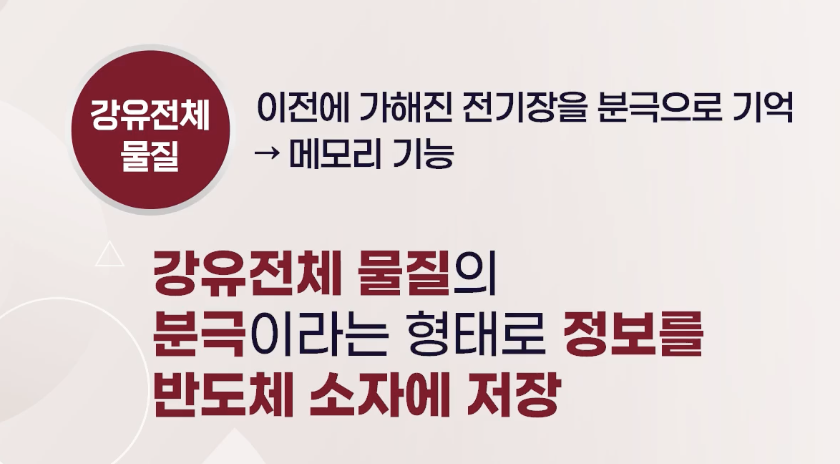 강유전체
물질
이전에 가해진 전기장을 분극으로 기억
→ 메모리 기능
강유전체 물질의
분극이라는 형태로 정보를
반도체 소자에 저장